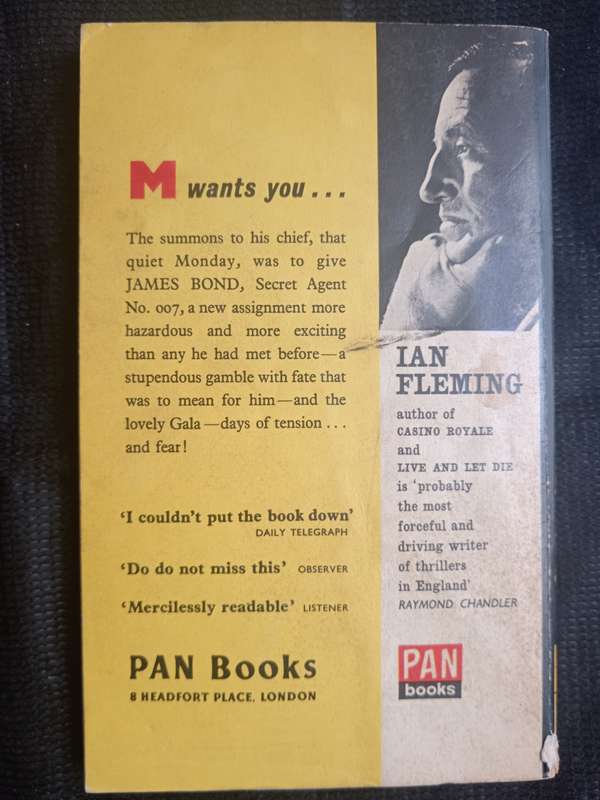 M wants you . . .
The summons to his chief, that
quiet Monday, was to give
JAMES BOND, Secret Agent
No. 007, a new assignment more
hazardous and more exciting
than any he had met before—a
stupendous gamble with fate that
was to mean for him—and the
lovely Gala—days of tension . . .
and fear!
‘I couldn’t put the book down’
DAILY TELEGRAPH
‘Do do not miss this’ OBSERVER
‘Mercilessly readable’ LISTENER
PAN Books
8 HEADFORT PLACE, LONDON
IAN
FLEMING
author of
CASINO ROYALE
and
LIVE AND LET DIE
is ‘probably
the most
forceful and
driving writer
of thrillers
in England’
RAYMOND CHANDLER
PAN
books